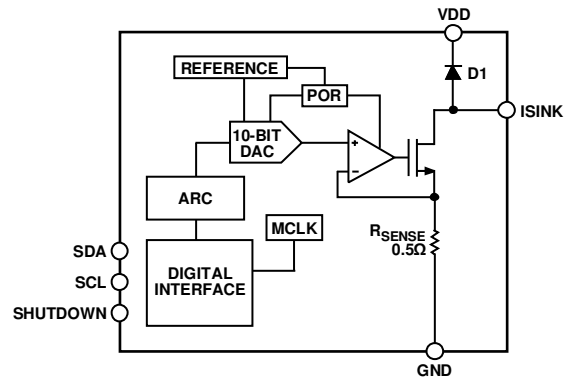 VDD
REFERENCE
D1
POR
ISINK
10-BIT
DAC
+
−
ARC
MCLK
RSENSE
0.5Ω
SDA
SCL
SHUTDOWN
DIGITAL
INTERFACE
GND